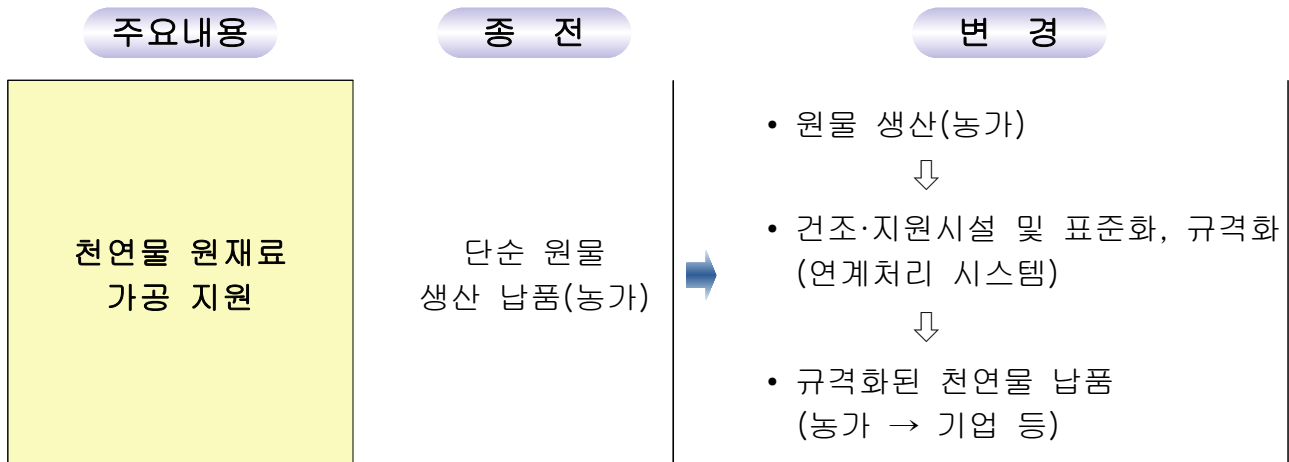 주요내용
종 전
변 경
천연물 원재료
가공 지원
단순 원물
생산 납품(농가)
• 원물 생산(농가)
⇩
• 건조·지원시설 및 표준화, 규격화
(연계처리 시스템)
⇩
• 규격화된 천연물 납품
(농가 → 기업 등)